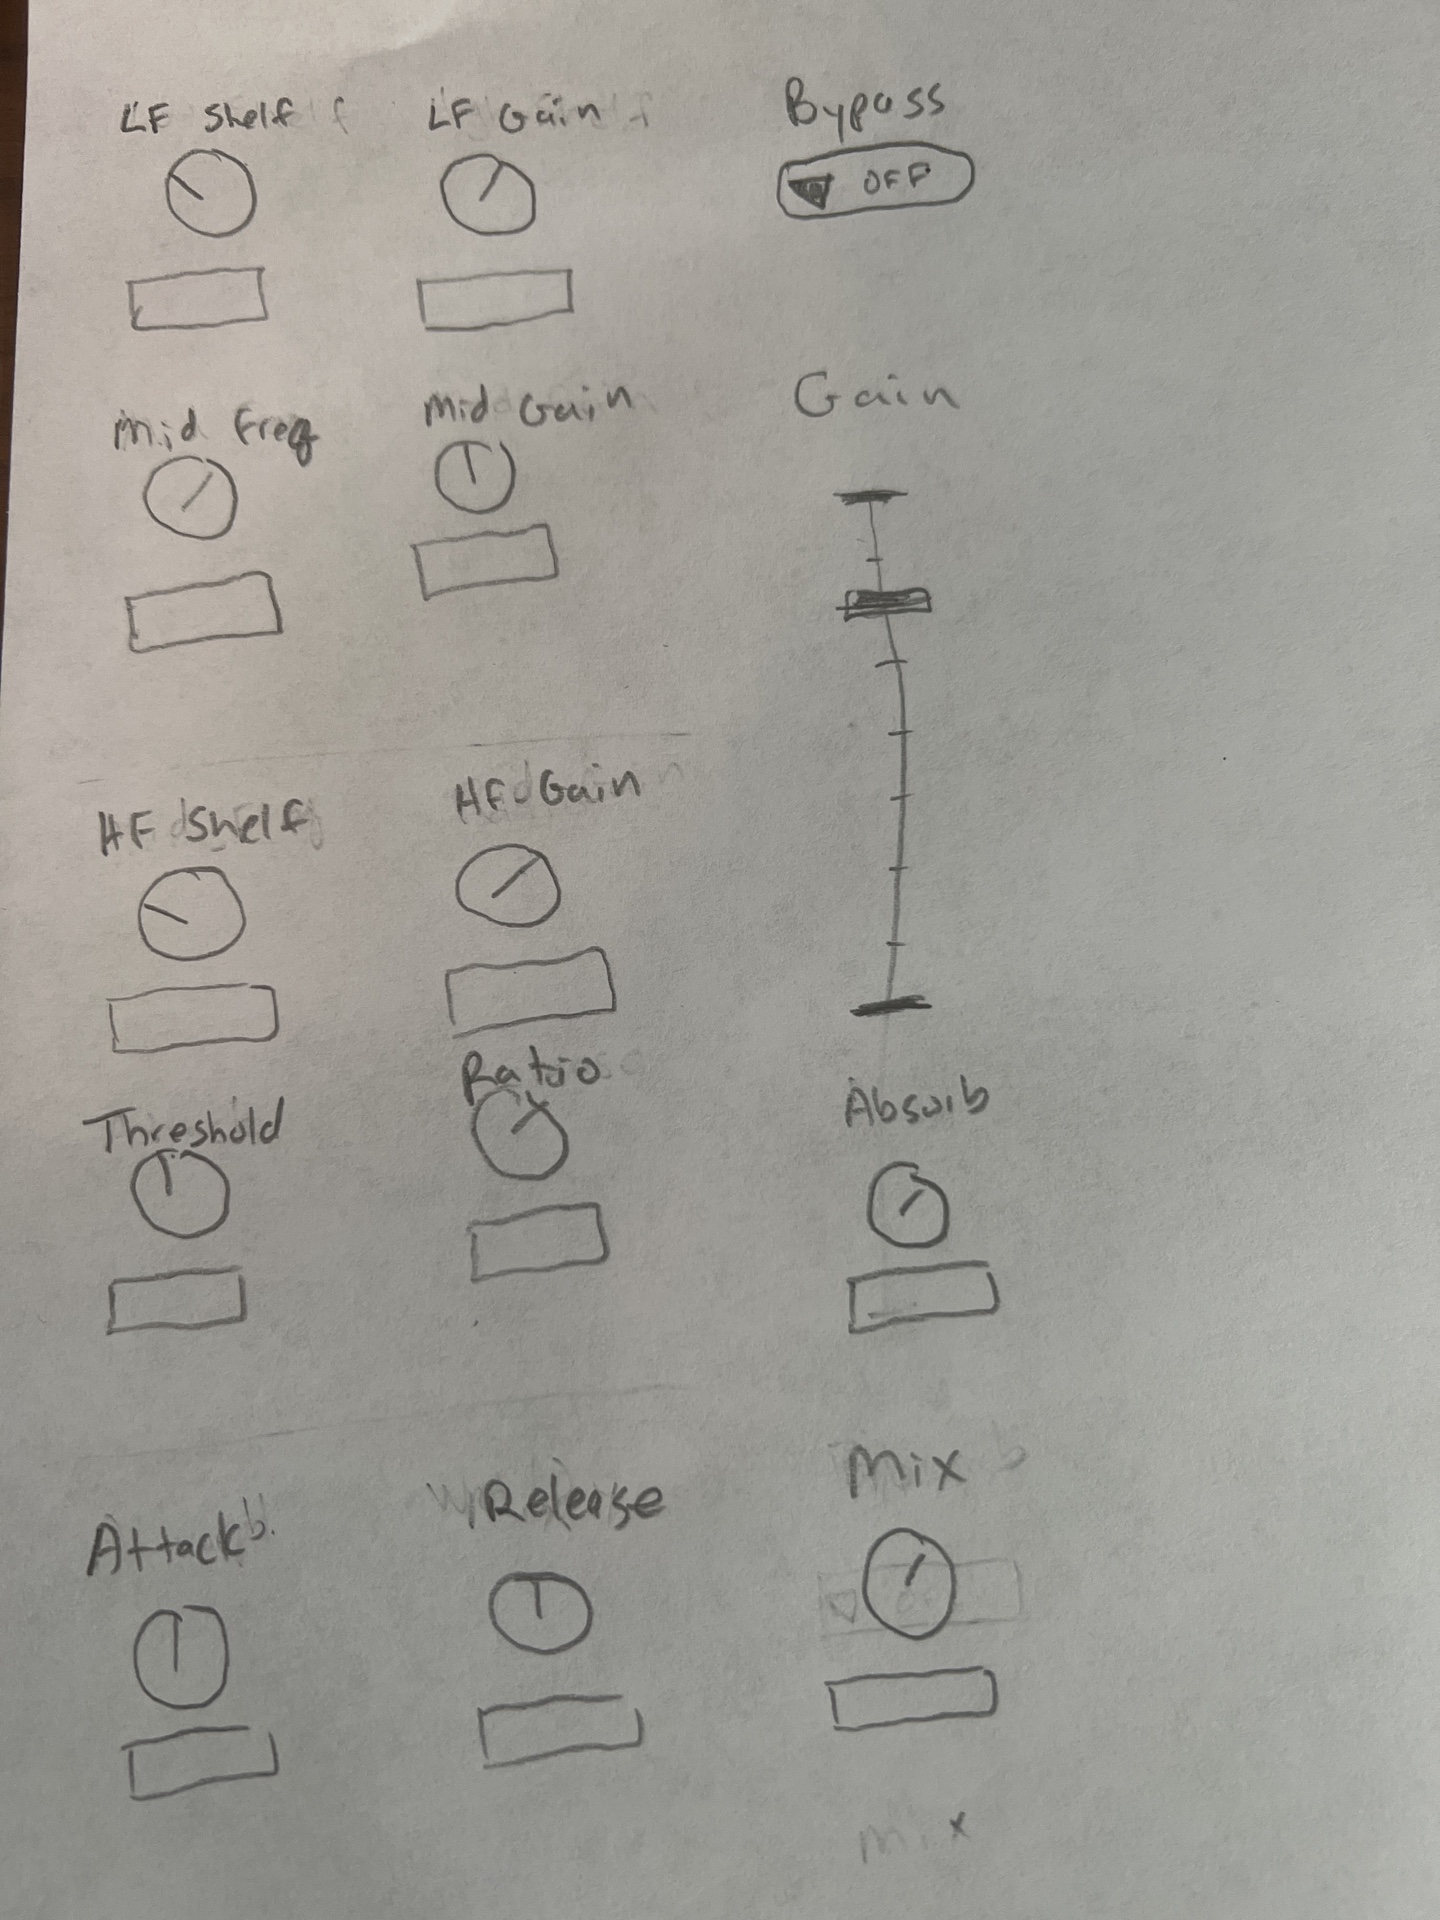 LF Shelf LF Gain Bypass
OFF
Mid Freq Mid Gain Gain
HF Shelf HF Gain
Threshold Ratio Absorb
Attack Release Mix
Mix